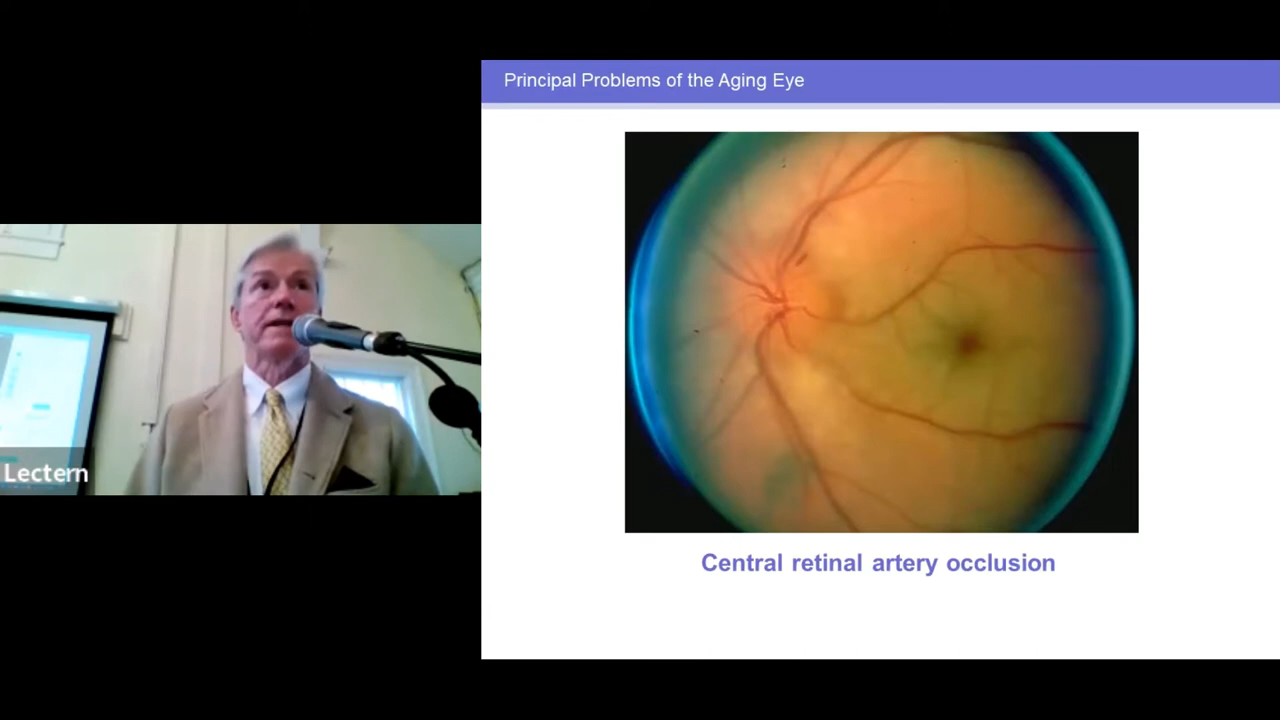 Principal Problems of the Aging Eye
Central retinal artery occlusion
Lectern